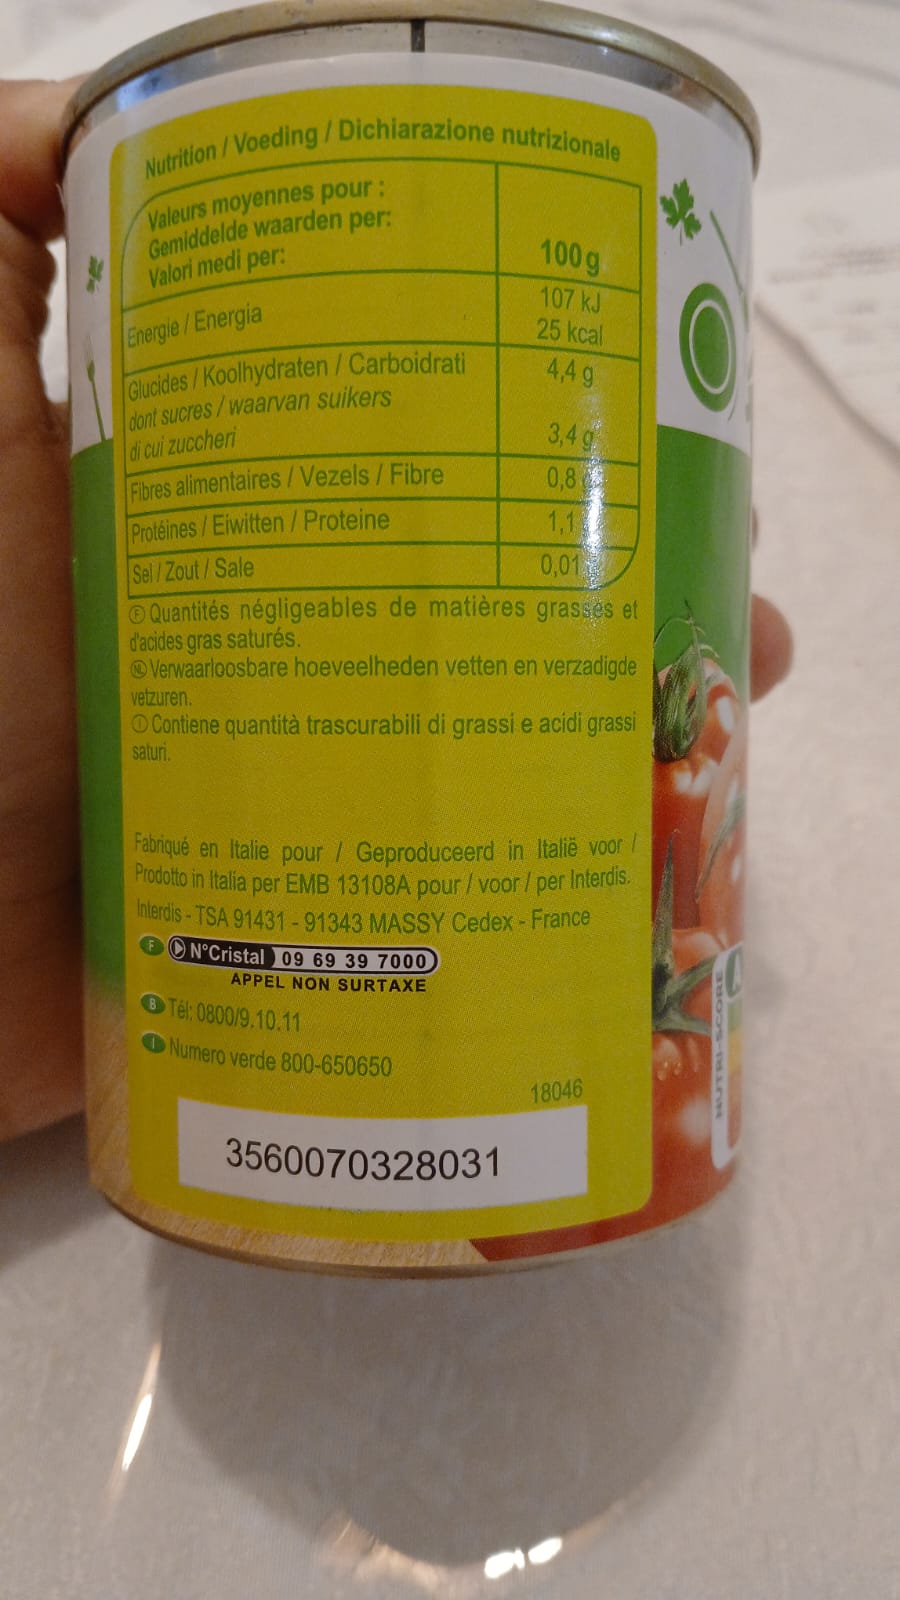 Nutrition / Voeding / Dichiarazione nutrizionale
Valeurs moyennes pour :
Gemiddelde waarden per:
Valori medi per:
100g
Energie / Energia
107 kJ
25 kcal
Glucides / Koolhydraten / Carboidrati
4,4 g
dont sucres / waarvan suikers
di cui zuccheri
3,4 g
Fibres alimentaires / Vezels / Fibre
0,8
Protéines / Eiwitten / Proteine
1,1
Sel / Zout / Sale
0,01
F Quantités négligeables de matières grasses et
d'acides gras saturés.
NL Verwaarloosbare hoeveelheden vetten en verzadigde
vetzuren.
I Contiene quantità trascurabili di grassi e acidi grassi
saturi.
Fabriqué en Italie pour / Geproduceerd in Italië voor /
Prodotto in Italia per EMB 13108A pour / voor / per Interdis.
Interdis - TSA 91431 - 91343 MASSY Cedex - France
F N°Cristal 09 69 39 7000
APPEL NON SURTAXE
B Tél: 0800/9.10.11
I Numero verde 800-650650
18046
3560070328031
NUTRI-SCORE
A